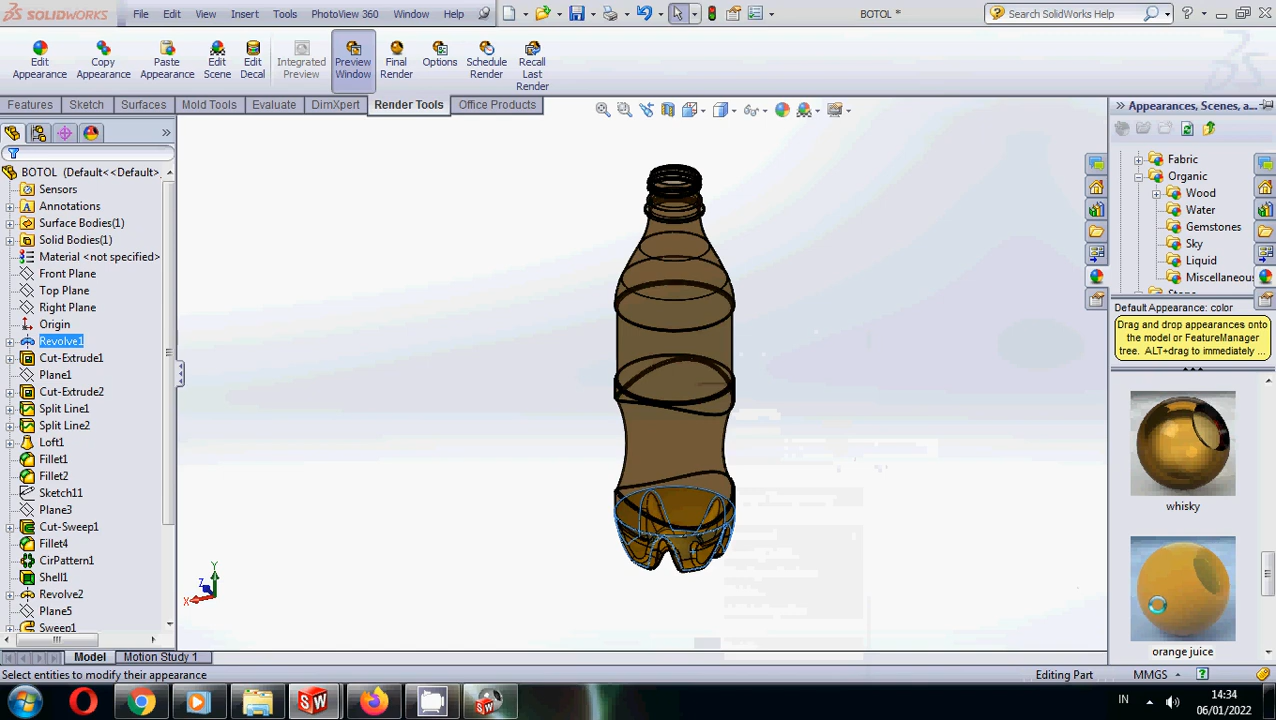 SOLIDWORKS File Edit View Insert Tools PhotoView 360 Window Help BOTOL * Search SolidWorks Help
Edit Appearance
Copy Appearance
Paste Appearance
Edit Scene
Edit Decal
Integrated Preview
Preview Window
Final Render
Options
Schedule Render
Recall Last Render
Features Sketch Surfaces Mold Tools Evaluate DimXpert Render Tools Office Products
Appearances, Scenes, a...
BOTOL (Default<<Default>
Sensors
Annotations
Surface Bodies(1)
Solid Bodies(1)
Material <not specified>
Front Plane
Top Plane
Right Plane
Origin
Revolve1
Cut-Extrude1
Plane1
Cut-Extrude2
Split Line1
Split Line2
Loft1
Fillet1
Fillet2
Sketch11
Plane3
Cut-Sweep1
Fillet4
CirPattern1
Shell1
Revolve2
Plane5
Sweep1
Y
Z
X
Fabric
Organic
Wood
Water
Gemstones
Sky
Liquid
Miscellaneous
Default Appearance: color
Drag and drop appearances onto
the model or FeatureManager
tree. ALT+drag to immediately ...
whisky
orange juice
Model Motion Study 1
Select entities to modify their appearance Editing Part MMGS
IN 14:34
06/01/2022